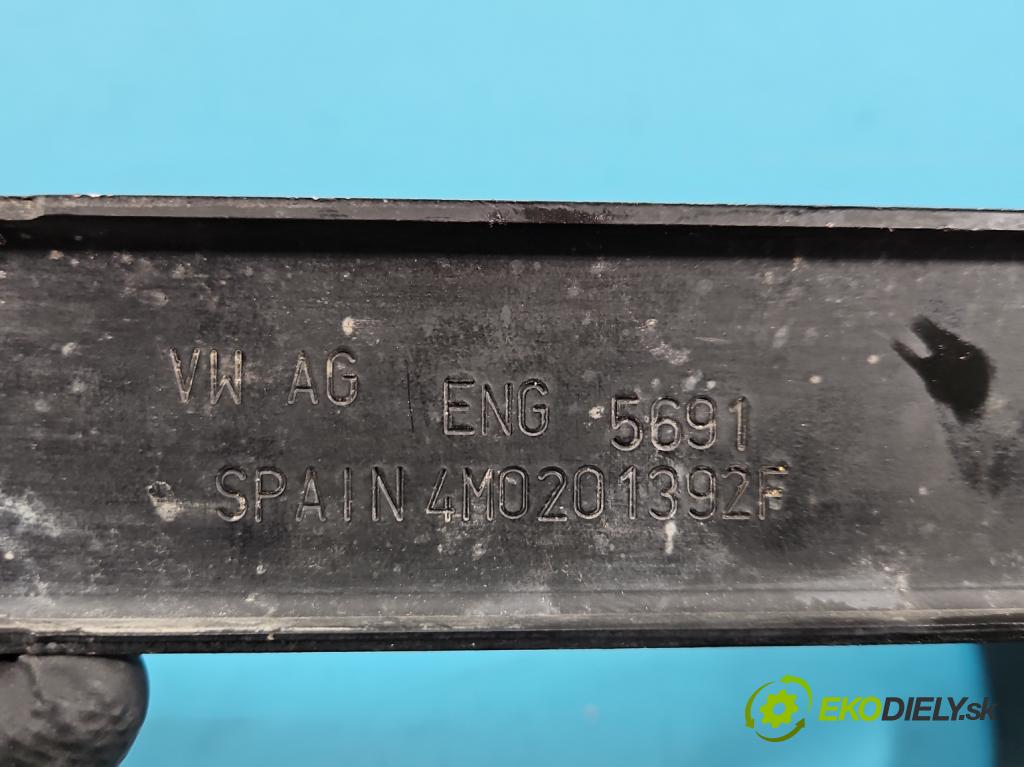 VW AG ENG 5691
SPAIN 4M0201392F
EKODIELY.sk